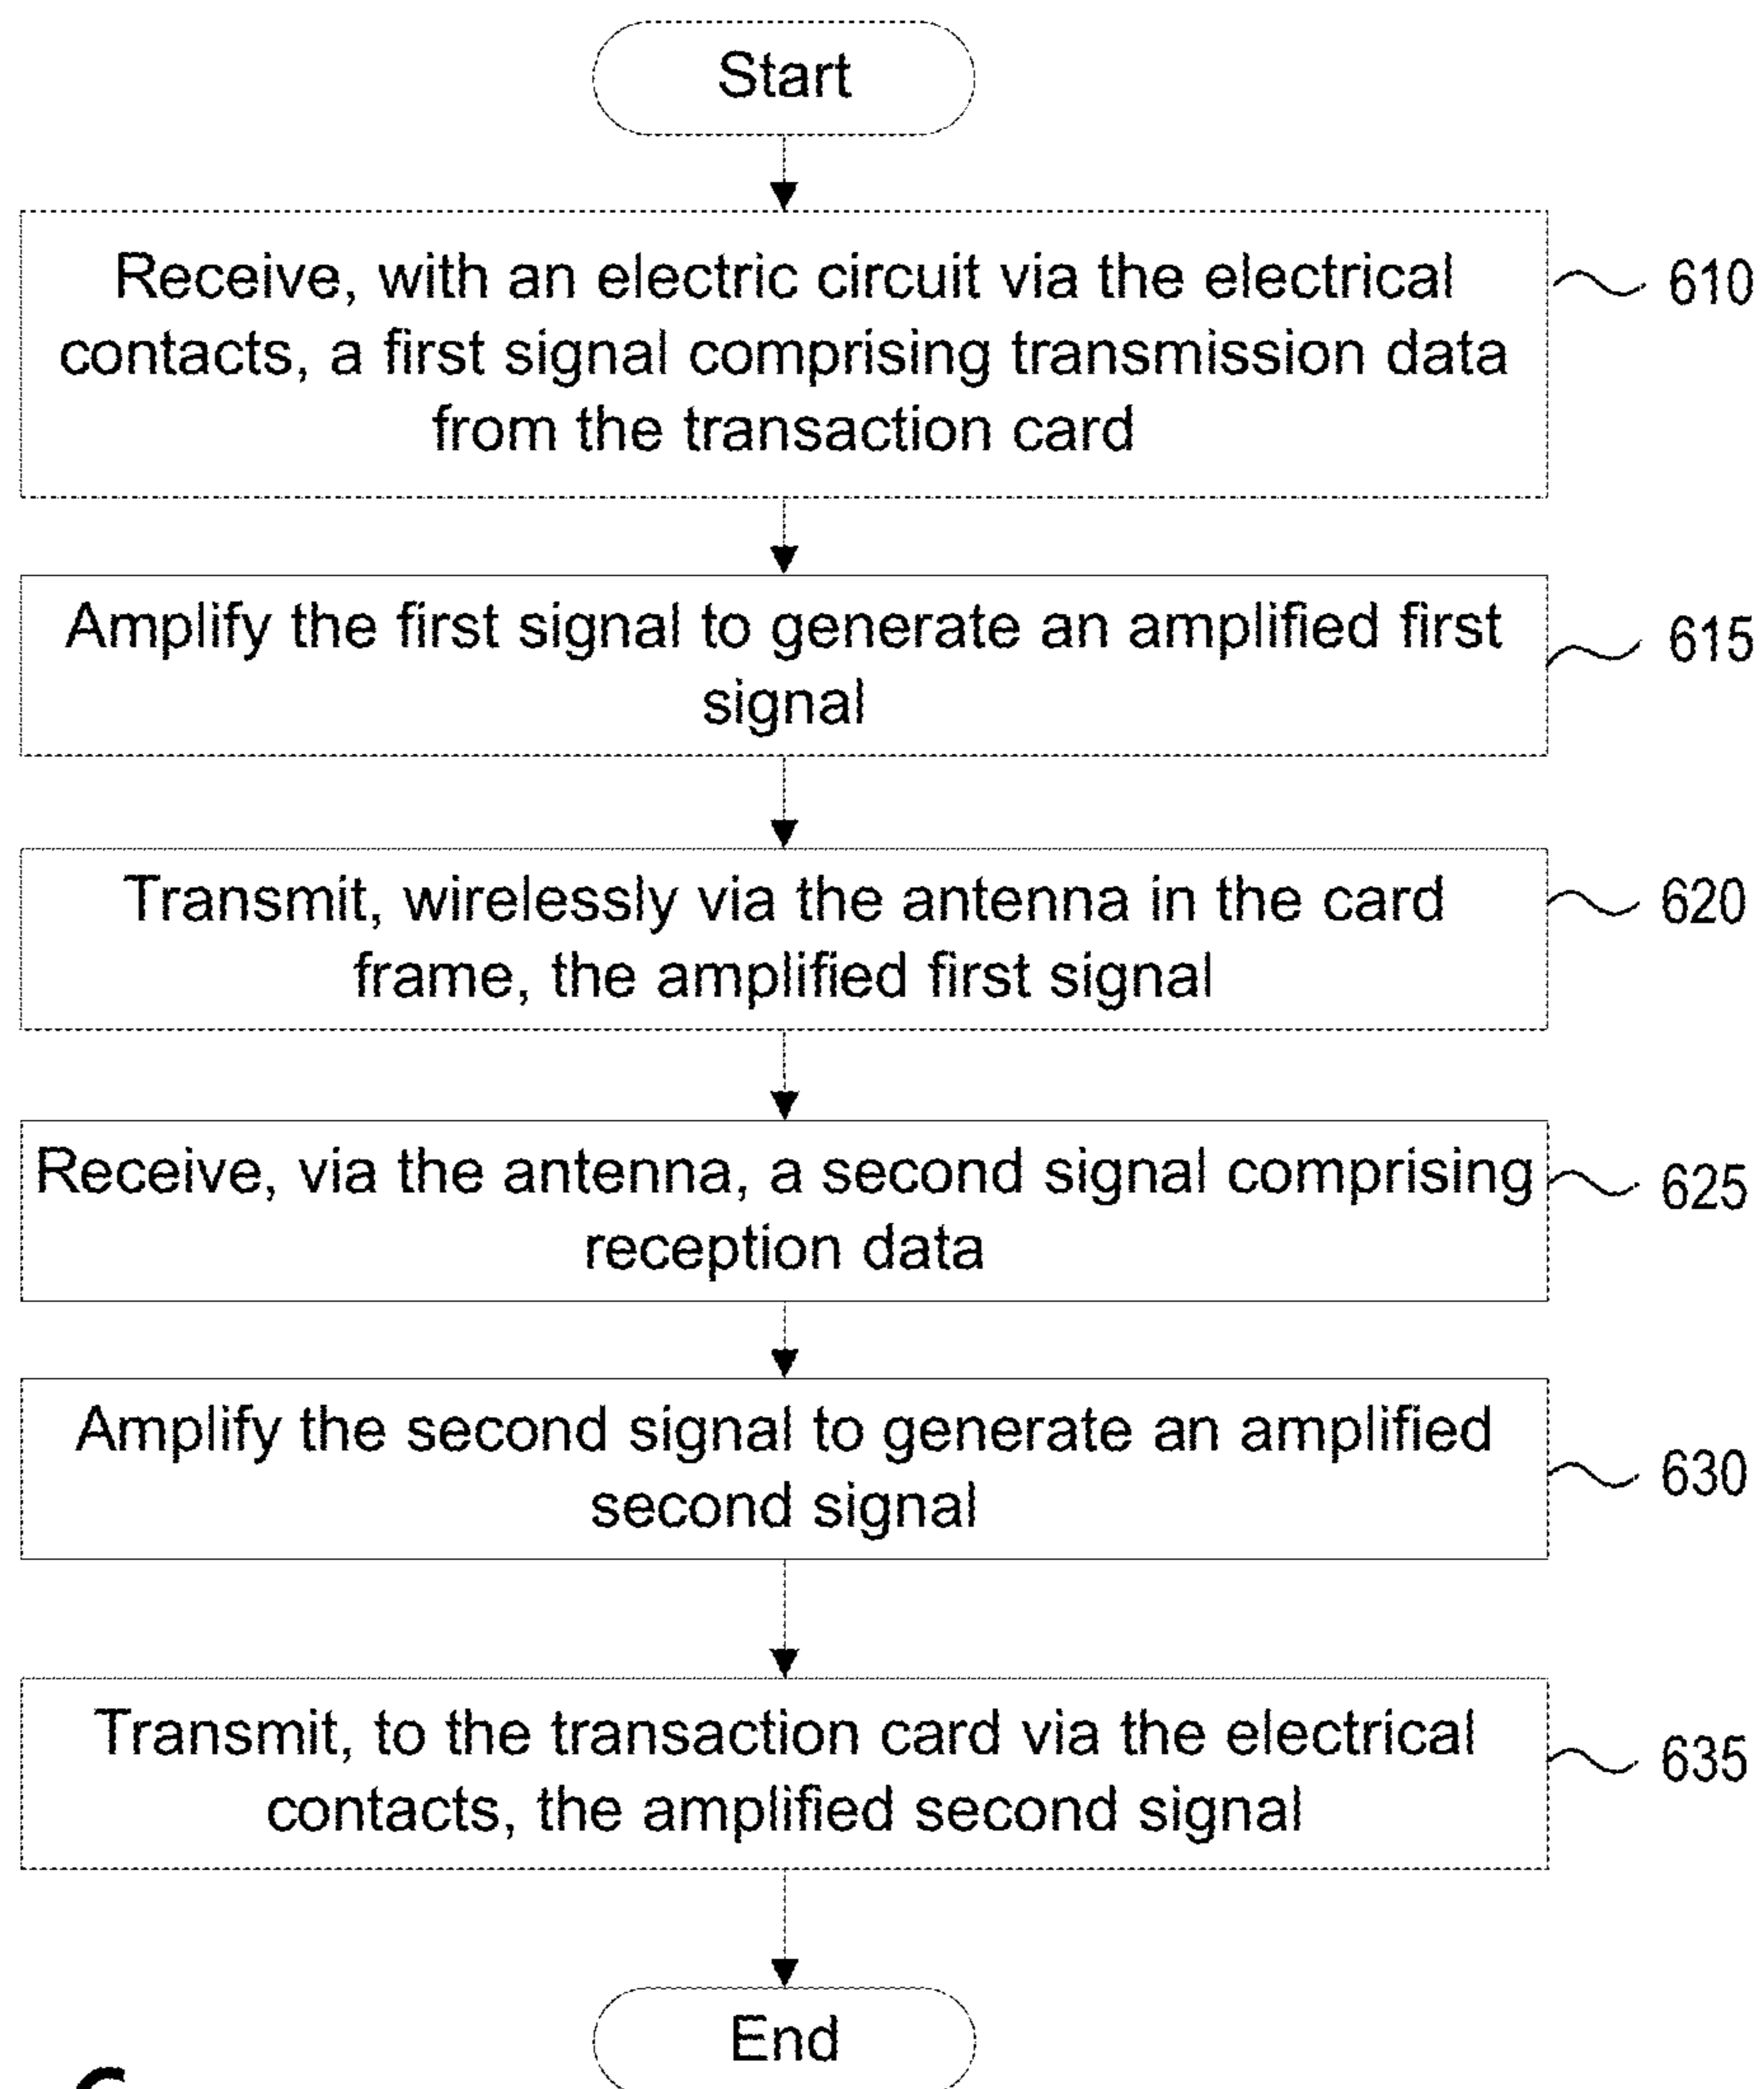 Start
Receive, with an electric circuit via the electrical
contacts, a first signal comprising transmission data
from the transaction card
610
Amplify the first signal to generate an amplified first
signal
615
Transmit, wirelessly via the antenna in the card
frame, the amplified first signal
620
Receive, via the antenna, a second signal comprising
reception data
625
Amplify the second signal to generate an amplified
second signal
630
Transmit, to the transaction card via the electrical
contacts, the amplified second signal
635
End